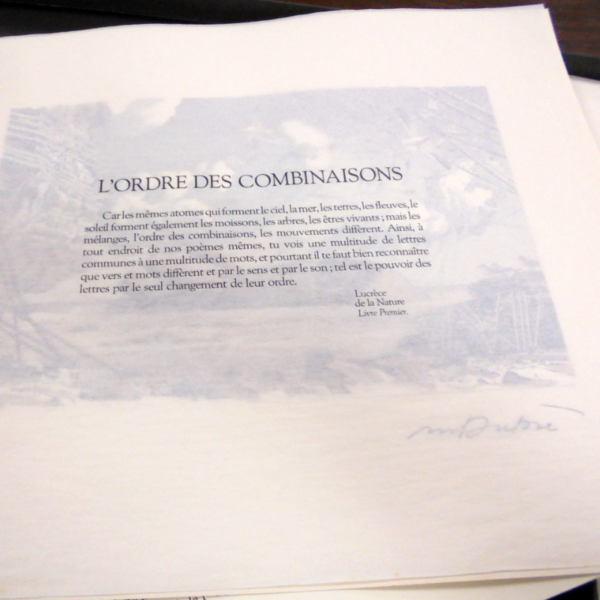 L'ORDRE DES COMBINAISONS
Car les mêmes atomes qui forment le ciel, la mer, les terres, les fleuves, le
soleil forment également les moissons, les arbres, les êtres vivants ; mais les
mélanges, l'ordre des combinaisons, les mouvements diffèrent. Ainsi, à
tout endroit de nos poèmes mêmes, tu vois une multitude de lettres
communes à une multitude de mots, et pourtant il te faut bien reconnaître
que vers et mots diffèrent et par le sens et par le son ; tel est le pouvoir des
lettres par le seul changement de leur ordre.
Lucrèce
de la Nature
Livre Premier.